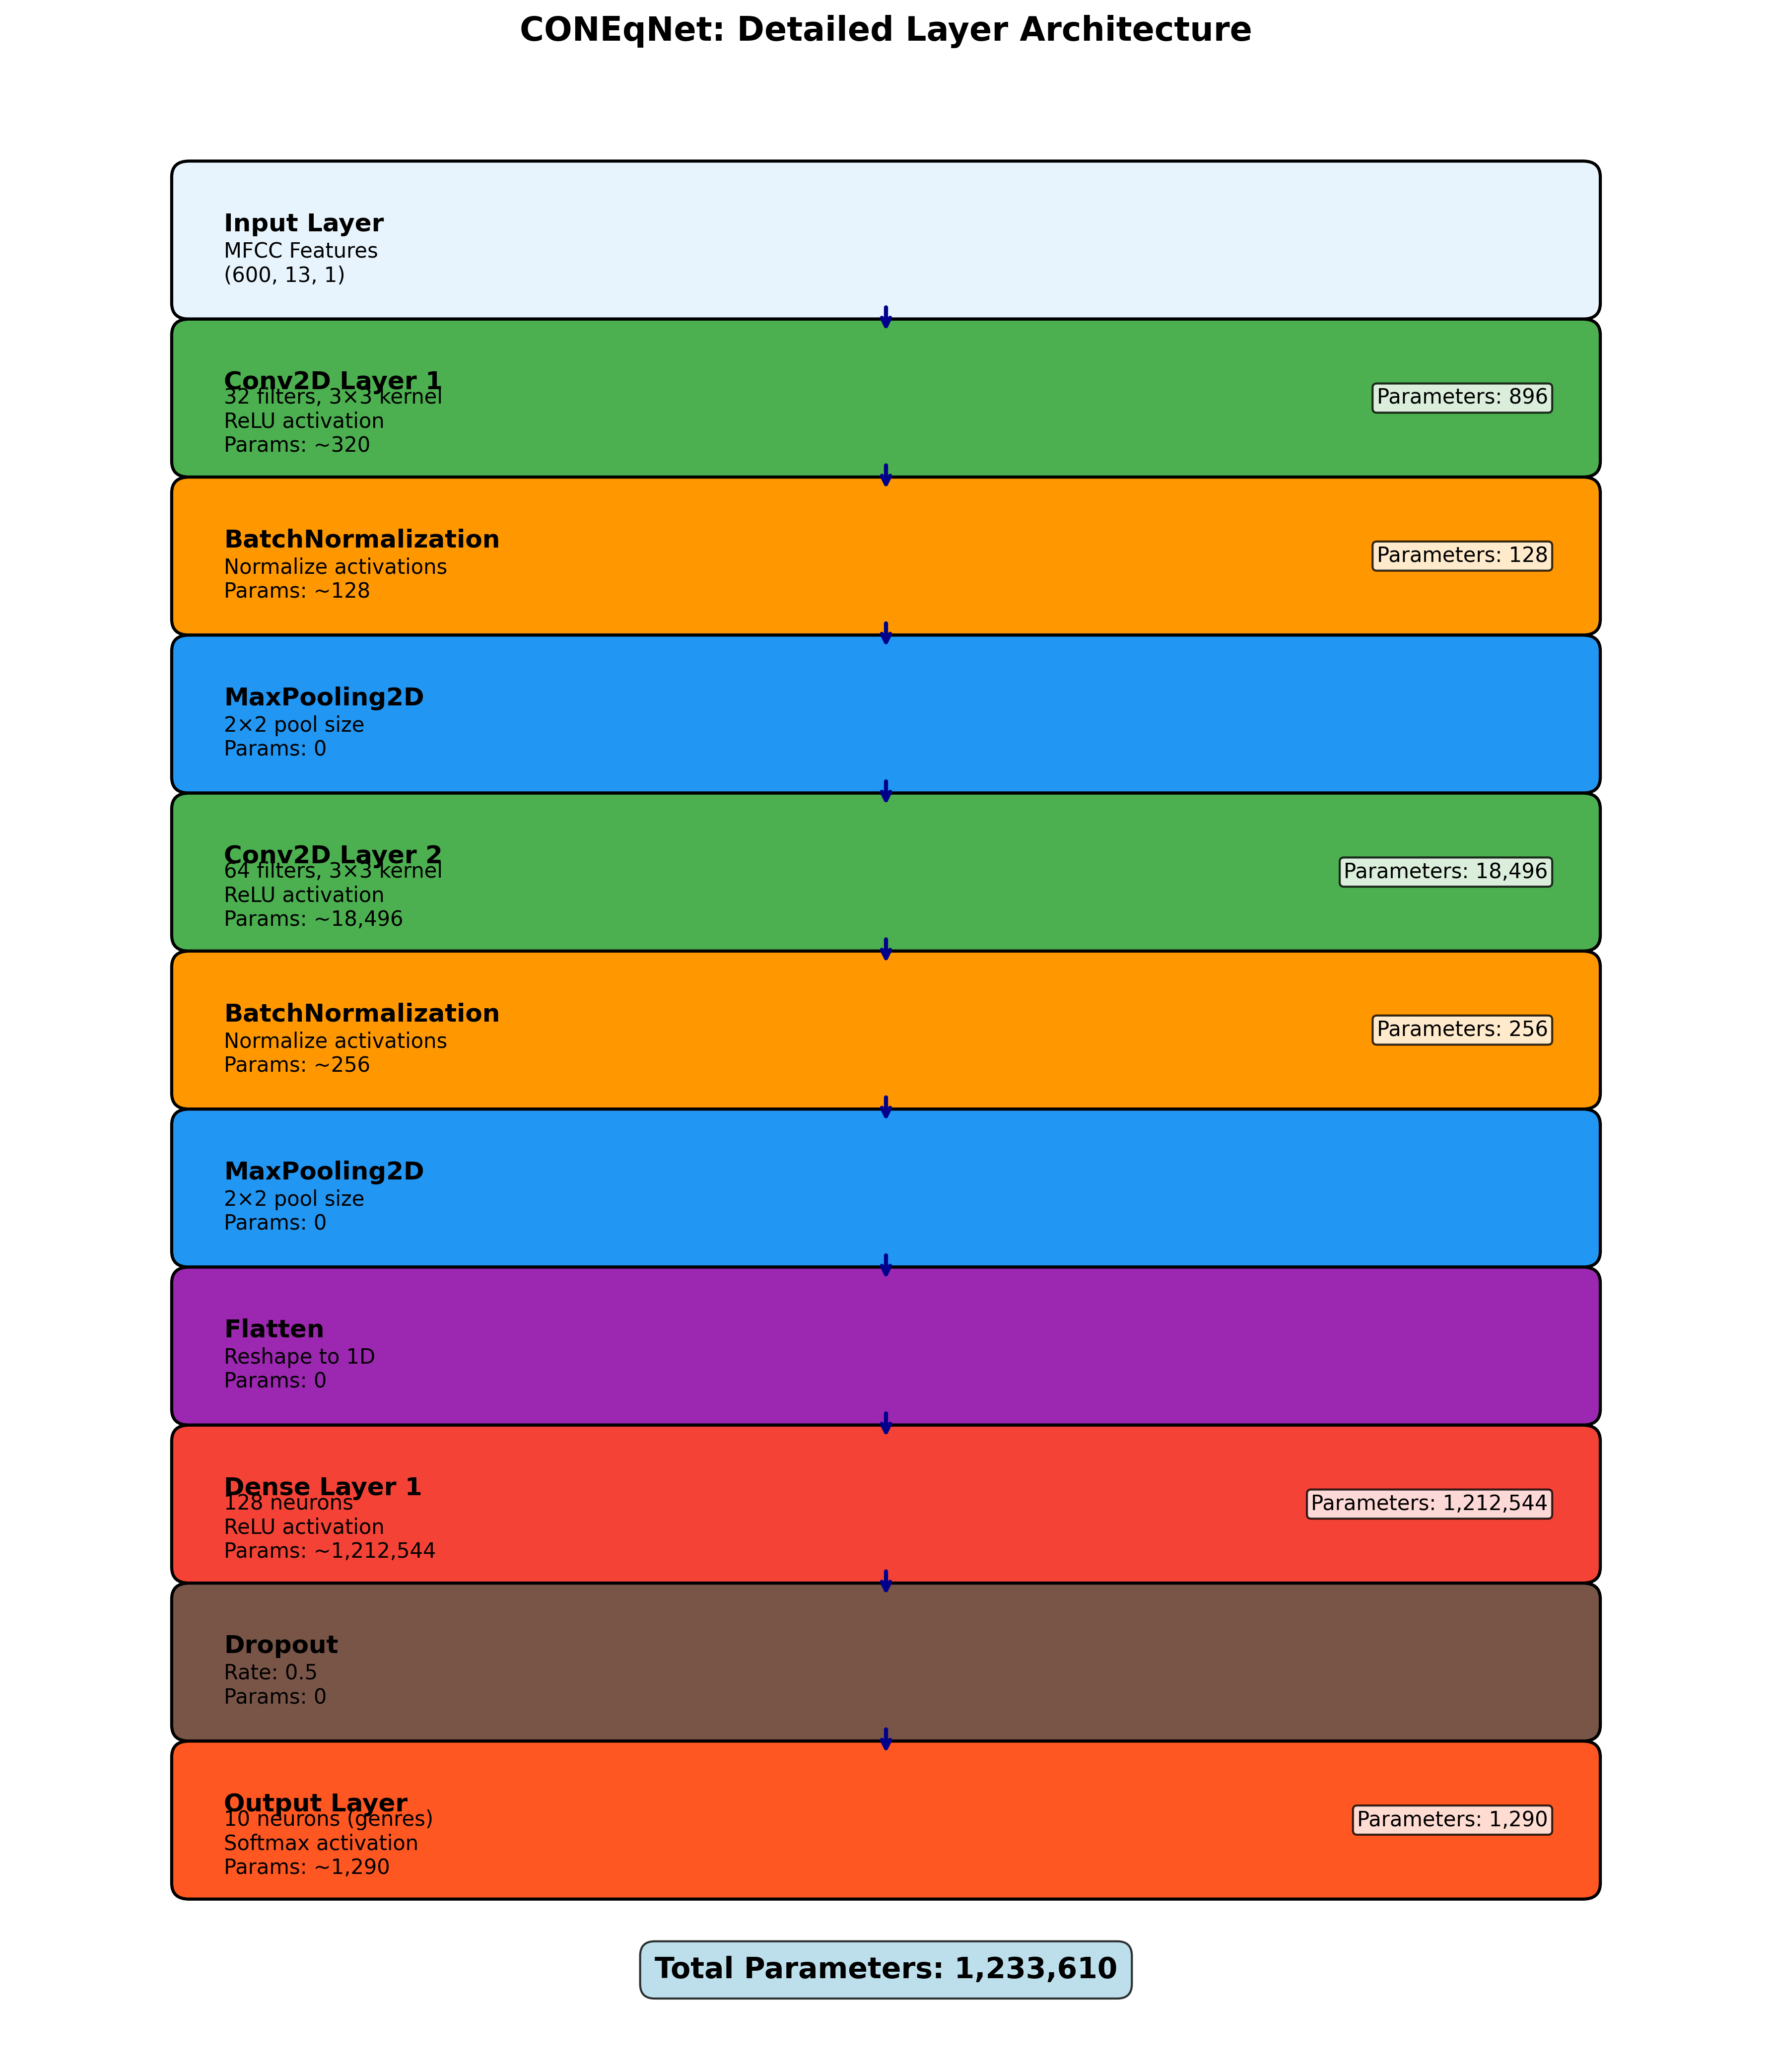 CONEqNet: Detailed Layer Architecture
Input Layer
MFCC Features
(600, 13, 1)
Conv2D Layer 1
32 filters, 3×3 kernel
ReLU activation
Params: ~320
Parameters: 896
BatchNormalization
Normalize activations
Params: ~128
Parameters: 128
MaxPooling2D
2×2 pool size
Params: 0
Conv2D Layer 2
64 filters, 3×3 kernel
ReLU activation
Params: ~18,496
Parameters: 18,496
BatchNormalization
Normalize activations
Params: ~256
Parameters: 256
MaxPooling2D
2×2 pool size
Params: 0
Flatten
Reshape to 1D
Params: 0
Dense Layer 1
128 neurons
ReLU activation
Params: ~1,212,544
Parameters: 1,212,544
Dropout
Rate: 0.5
Params: 0
Output Layer
10 neurons (genres)
Softmax activation
Params: ~1,290
Parameters: 1,290
Total Parameters: 1,233,610